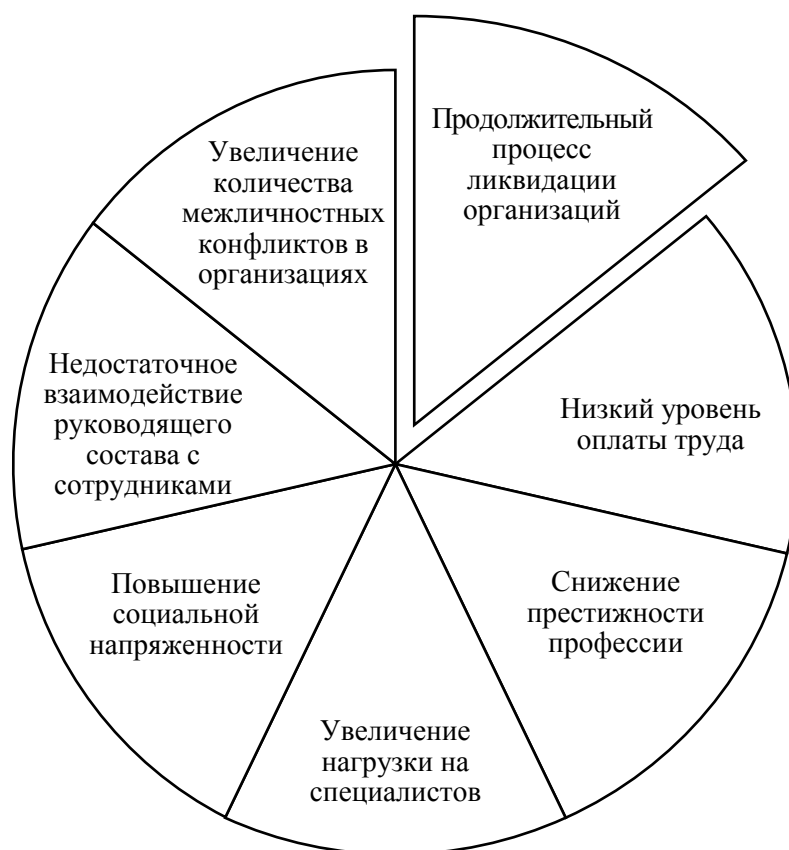 Продолжительный
процесс
ликвидации
организаций
Низкий уровень
оплаты труда
Снижение
престижности
профессии
Увеличение
нагрузки на
специалистов
Повышение
социальной
напряженности
Недостаточное
взаимодействие
руководящего
состава с
сотрудниками
Увеличение
количества
межличностных
конфликтов в
организациях